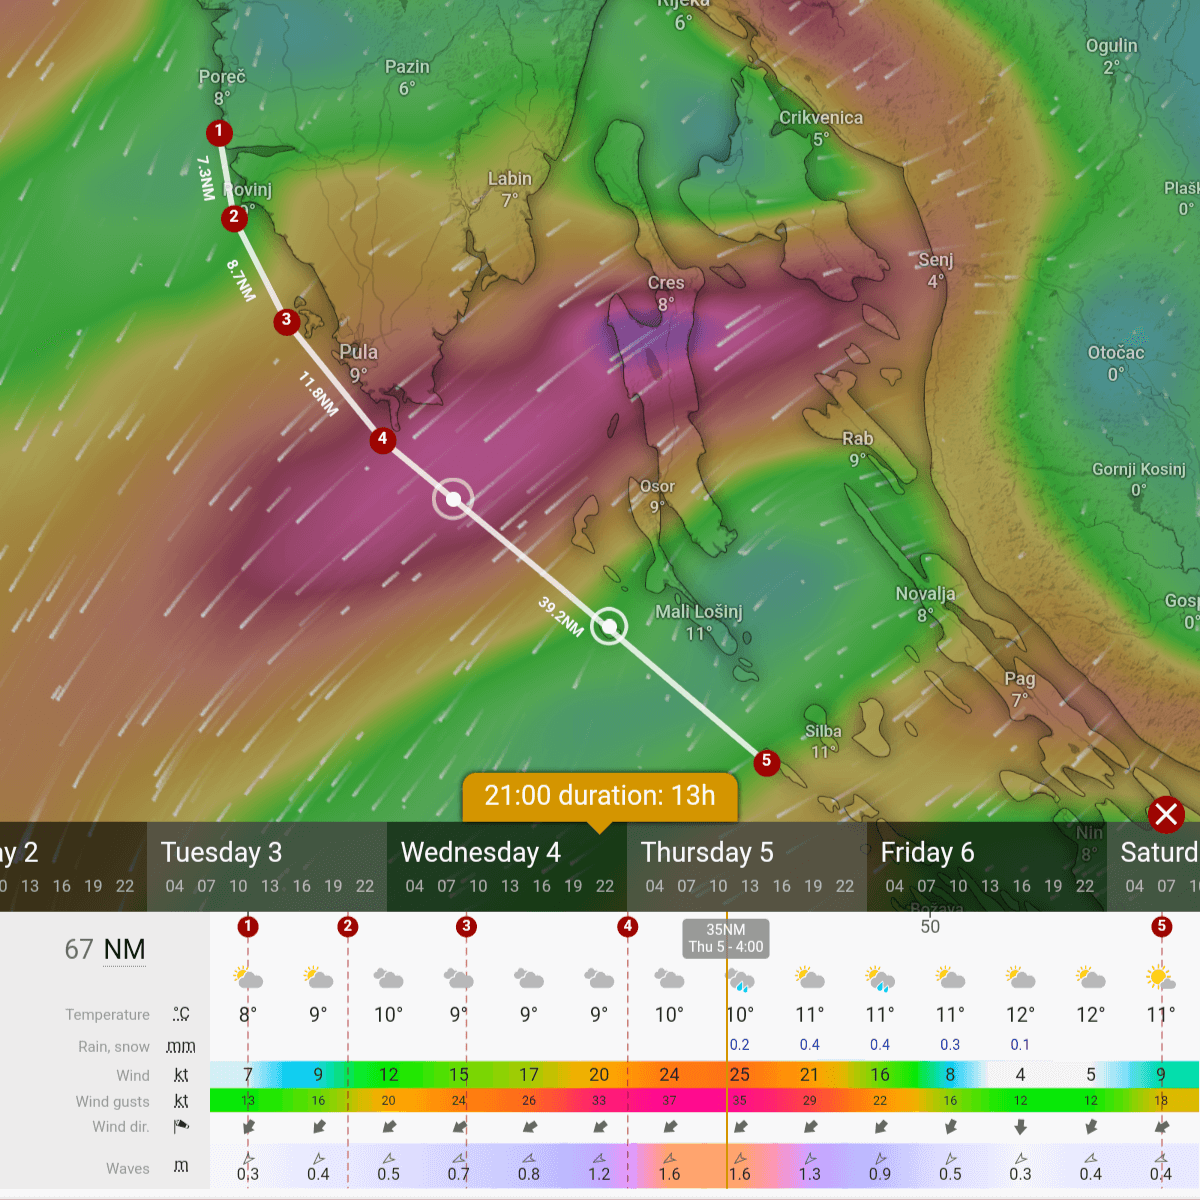 Rijeka
6°
Ogulin
2°
Poreč
8°
Pazin
6°
Crikvenica
5°
1
7.3NM
Rovinj
9°
Labin
7°
Plašk
0°
2
8.7NM
Senj
4°
Cres
8°
3
Pula
9°
11.8NM
Otočac
0°
4
Rab
9°
Gornji Kosinj
0°
Osor
9°
39.2NM
Mali Lošinj
11°
Novalja
8°
Gosp
0°
Pag
7°
Silba
11°
5
21:00 duration: 13h
Nin
8°
ay 2
0 13 16 19 22
Tuesday 3
04 07 10 13 16 19 22
Wednesday 4
04 07 10 13 16 19 22
Thursday 5
04 07 10 13 16 19 22
Friday 6
04 07 10 13 16 19 22
Saturd
04 07 10
Božava
1 2 3 4 35NM 50 5
Thu 5 - 4:00
67 NM
Temperature °C 8° 9° 10° 9° 9° 9° 10° 10° 11° 11° 11° 12° 12° 11°
Rain, snow mm 0.2 0.4 0.4 0.3 0.1
Wind kt 7 9 12 15 17 20 24 25 21 16 8 4 5 9
Wind gusts kt 13 16 20 24 26 33 37 35 29 22 16 12 12 18
Wind dir.
Waves m 0.3 0.4 0.5 0.7 0.8 1.2 1.6 1.6 1.3 0.9 0.5 0.3 0.4 0.4